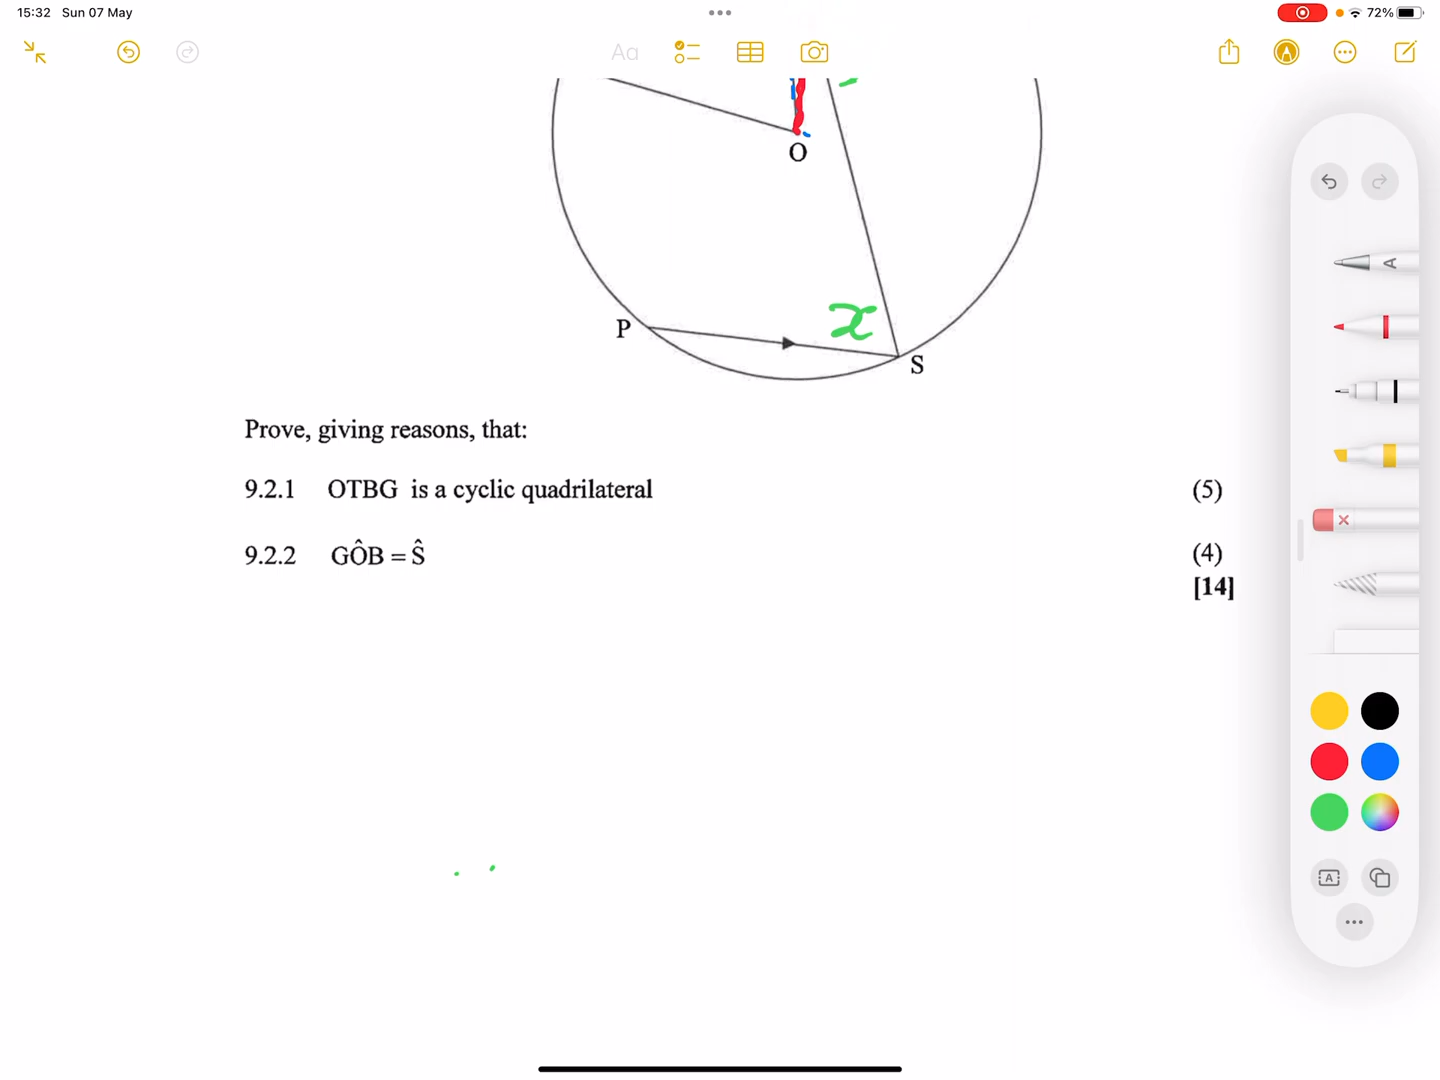 15:32 Sun 07 May
72%
Aa
O
x
P
S
Prove, giving reasons, that:
9.2.1 OTBG is a cyclic quadrilateral (5)
9.2.2 GÔB = Ŝ (4)
[14]
A
A